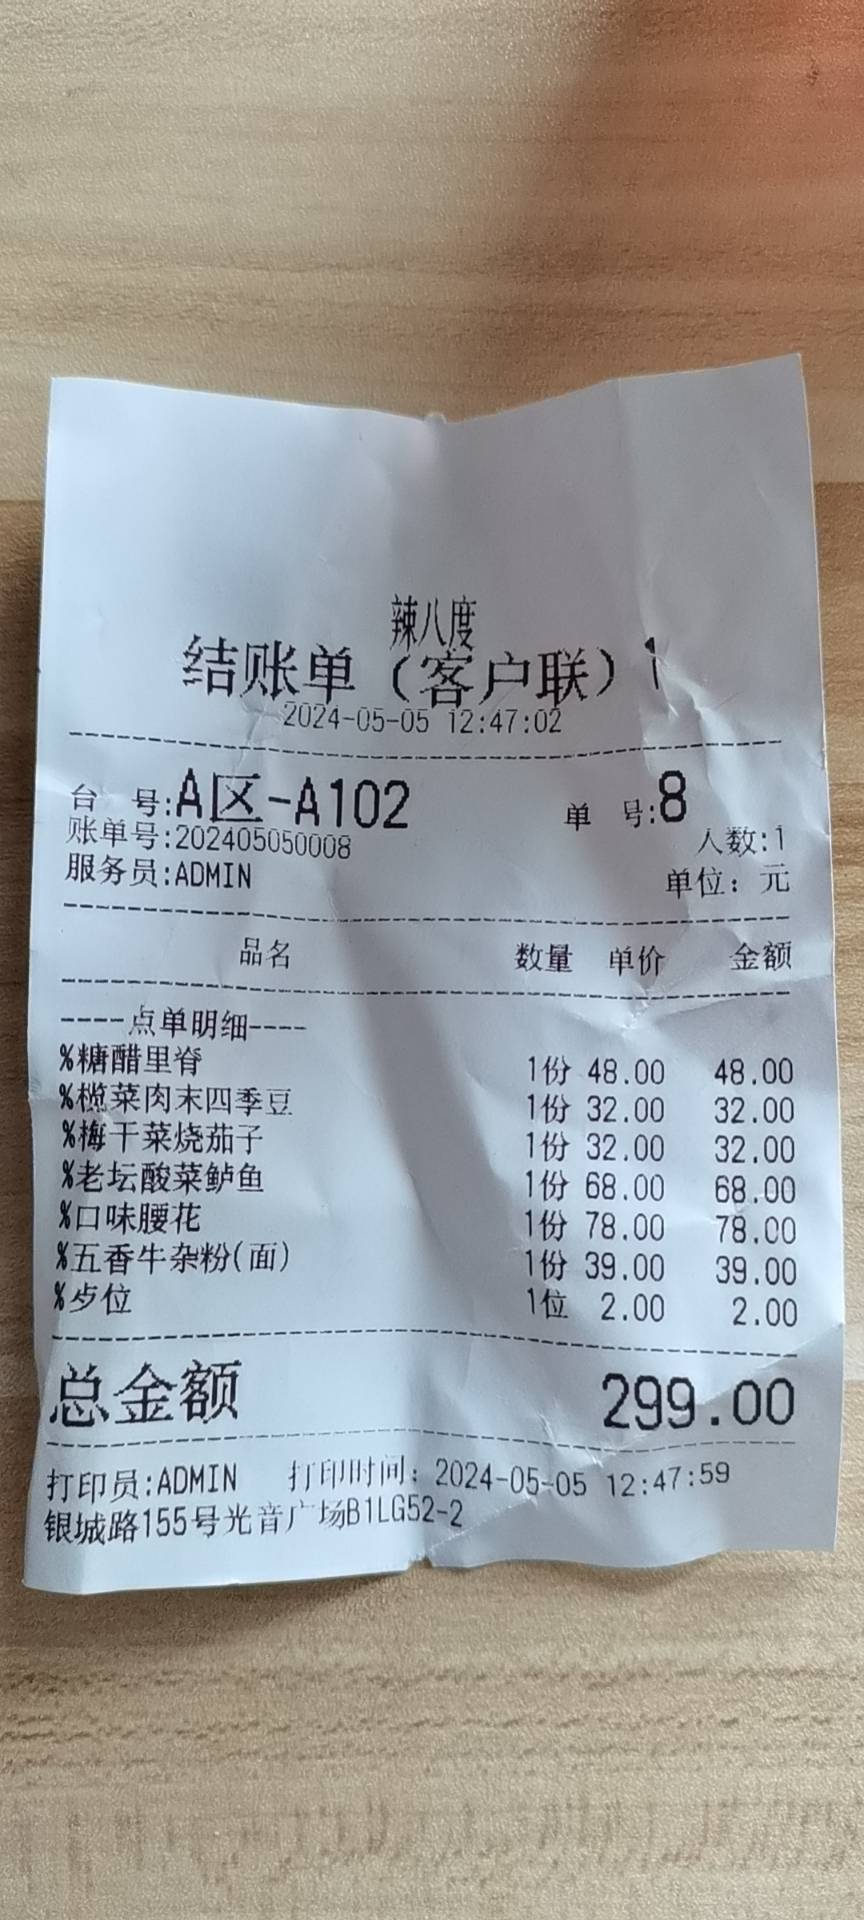 辣八度
结账单（客户联）1
2024-05-05 12:47:02
台 号:A区-A102 单 号:8
账单号:202405050008 人数:1
服务员:ADMIN 单位：元
品名 数量 单价 金额
----点单明细----
%糖醋里脊 1份 48.00 48.00
%榄菜肉末四季豆 1份 32.00 32.00
%梅干菜烧茄子 1份 32.00 32.00
%老坛酸菜鲈鱼 1份 68.00 68.00
%口味腰花 1份 78.00 78.00
%五香牛杂粉(面) 1份 39.00 39.00
%歺位 1位 2.00 2.00
总金额 299.00
打印员:ADMIN 打印时间：2024-05-05 12:47:59
银城路155号光音广场B1LG52-2